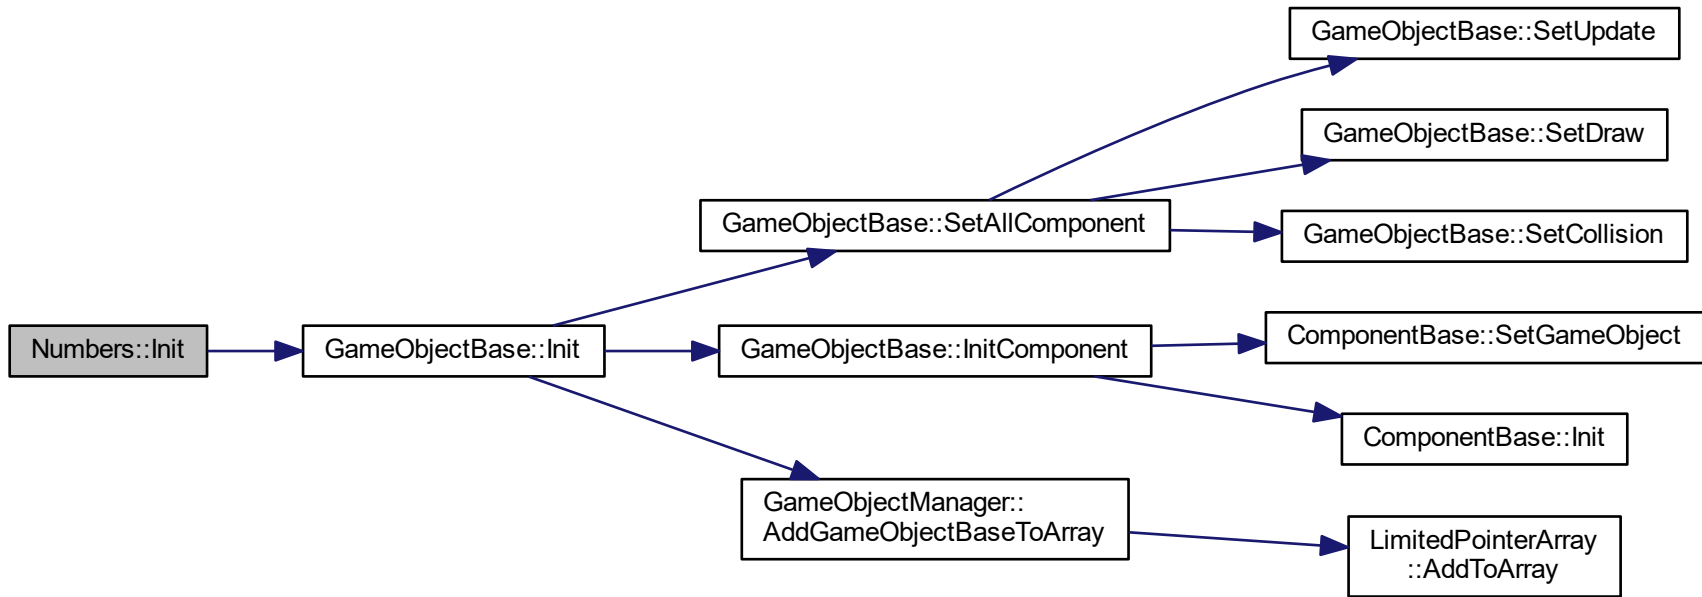 GameObjectBase::SetUpdate
GameObjectBase::SetDraw
GameObjectBase::SetAllComponent
GameObjectBase::SetCollision
Numbers::Init
GameObjectBase::Init
GameObjectBase::InitComponent
ComponentBase::SetGameObject
ComponentBase::Init
GameObjectManager::
AddGameObjectBaseToArray
LimitedPointerArray
::AddToArray